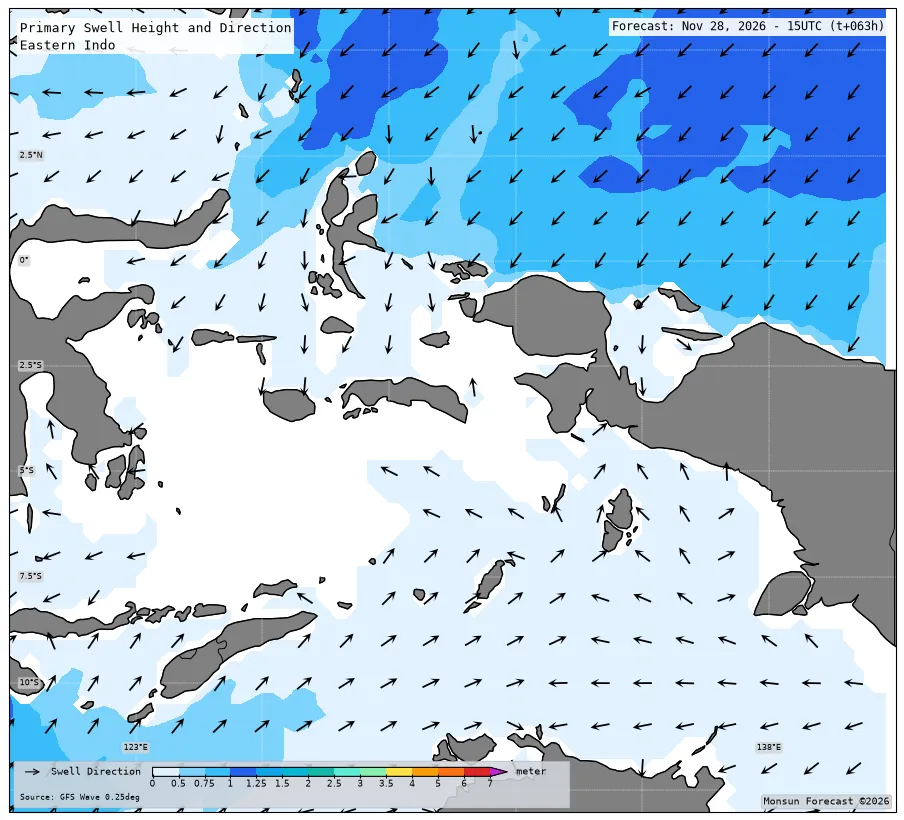 Primary Swell Height and Direction
Eastern Indo
Forecast: Nov 28, 2026 - 15UTC (t+063h)
2.5°N
0°
2.5°S
5°S
7.5°S
10°S
123°E
138°E
Swell Direction
0 0.5 0.75 1 1.25 1.5 2 2.5 3 3.5 4 5 6 7
meter
Source: GFS Wave 0.25deg
Monsun Forecast ©2026